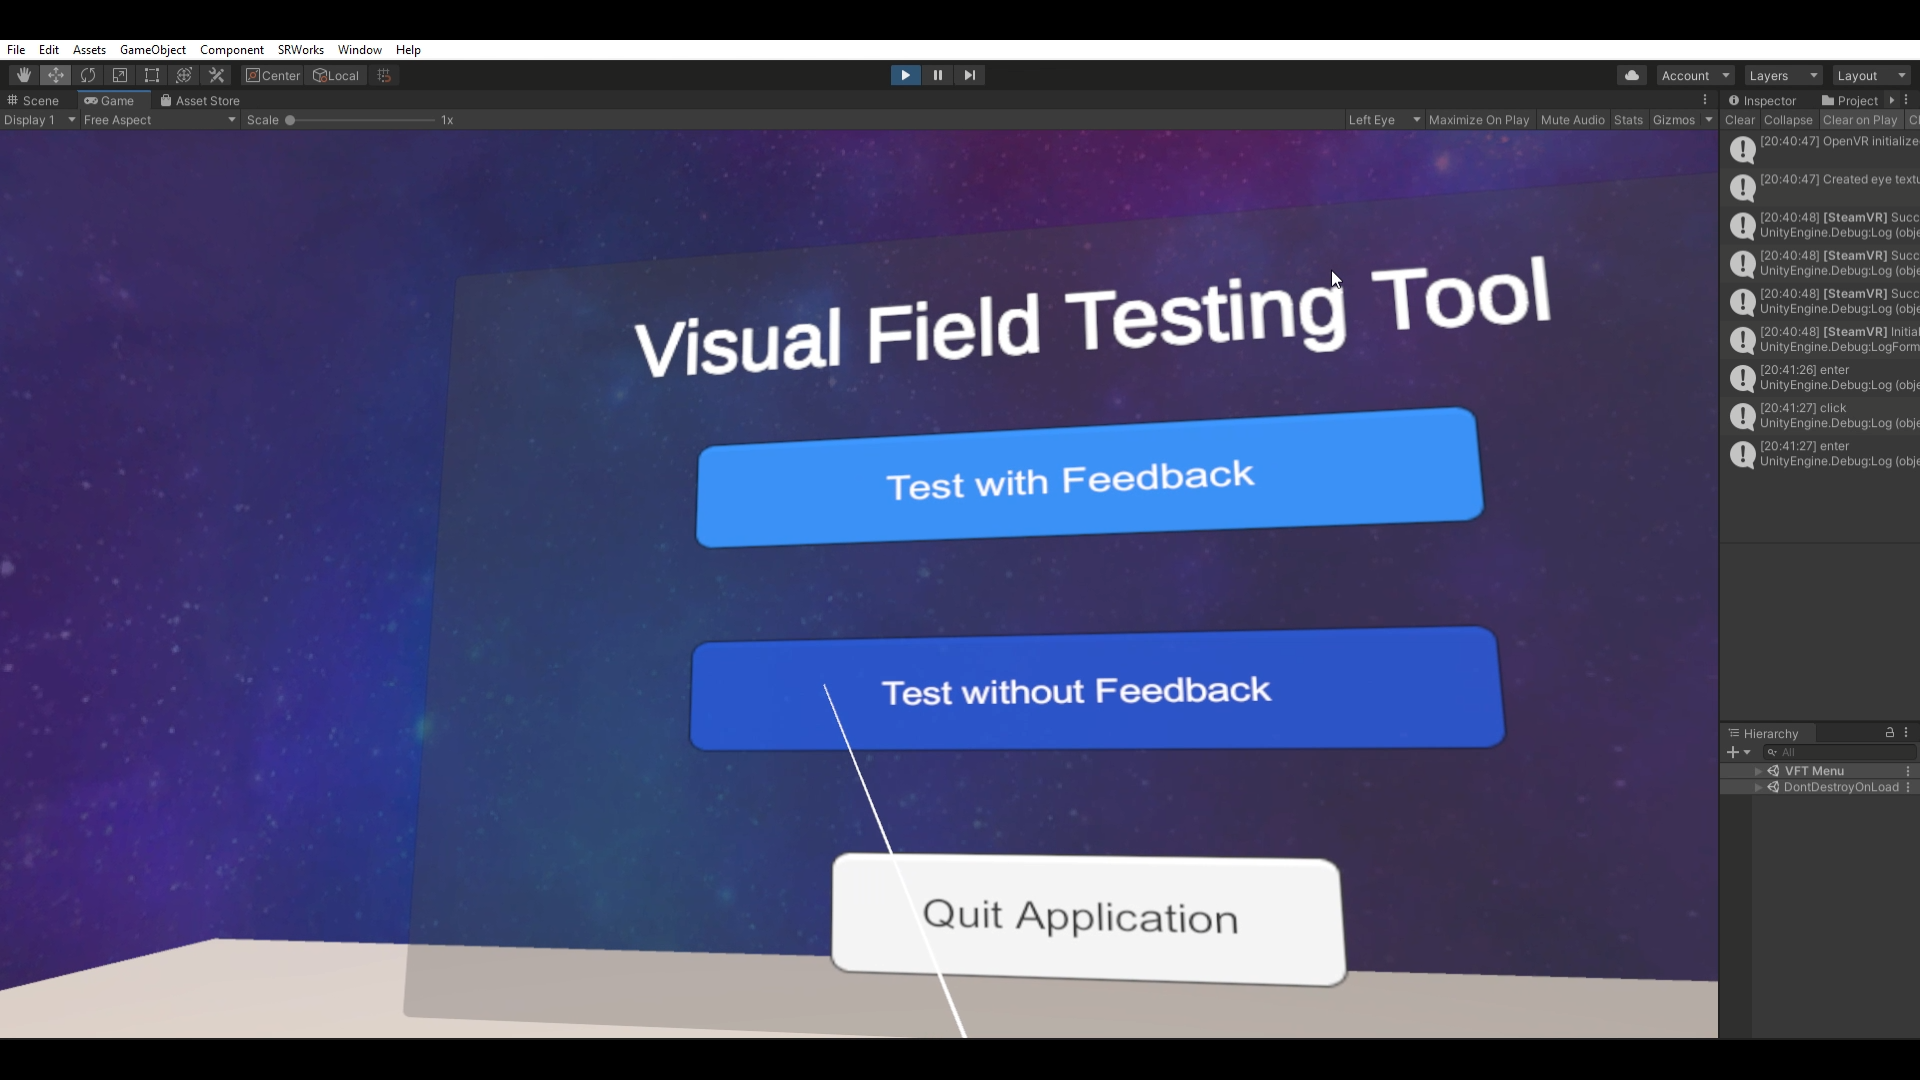 File Edit Assets GameObject Component SRWorks Window Help
Center Local Account Layers Layout
Scene Game Asset Store Inspector Project
Display 1 Free Aspect Scale 1x Left Eye Maximize On Play Mute Audio Stats Gizmos Clear Collapse Clear on Play
[20:40:47] OpenVR initialize
[20:40:47] Created eye textu
[20:40:48] [SteamVR] Succ
UnityEngine.Debug:Log (obje
[20:40:48] [SteamVR] Succ
UnityEngine.Debug:Log (obje
[20:40:48] [SteamVR] Succ
UnityEngine.Debug:Log (obje
[20:40:48] [SteamVR] Initial
UnityEngine.Debug:LogForm
[20:41:26] enter
UnityEngine.Debug:Log (obje
[20:41:27] click
UnityEngine.Debug:Log (obje
[20:41:27] enter
UnityEngine.Debug:Log (obje
Visual Field Testing Tool
Test with Feedback
Test without Feedback
Quit Application
Hierarchy
All
VFT Menu
DontDestroyOnLoad